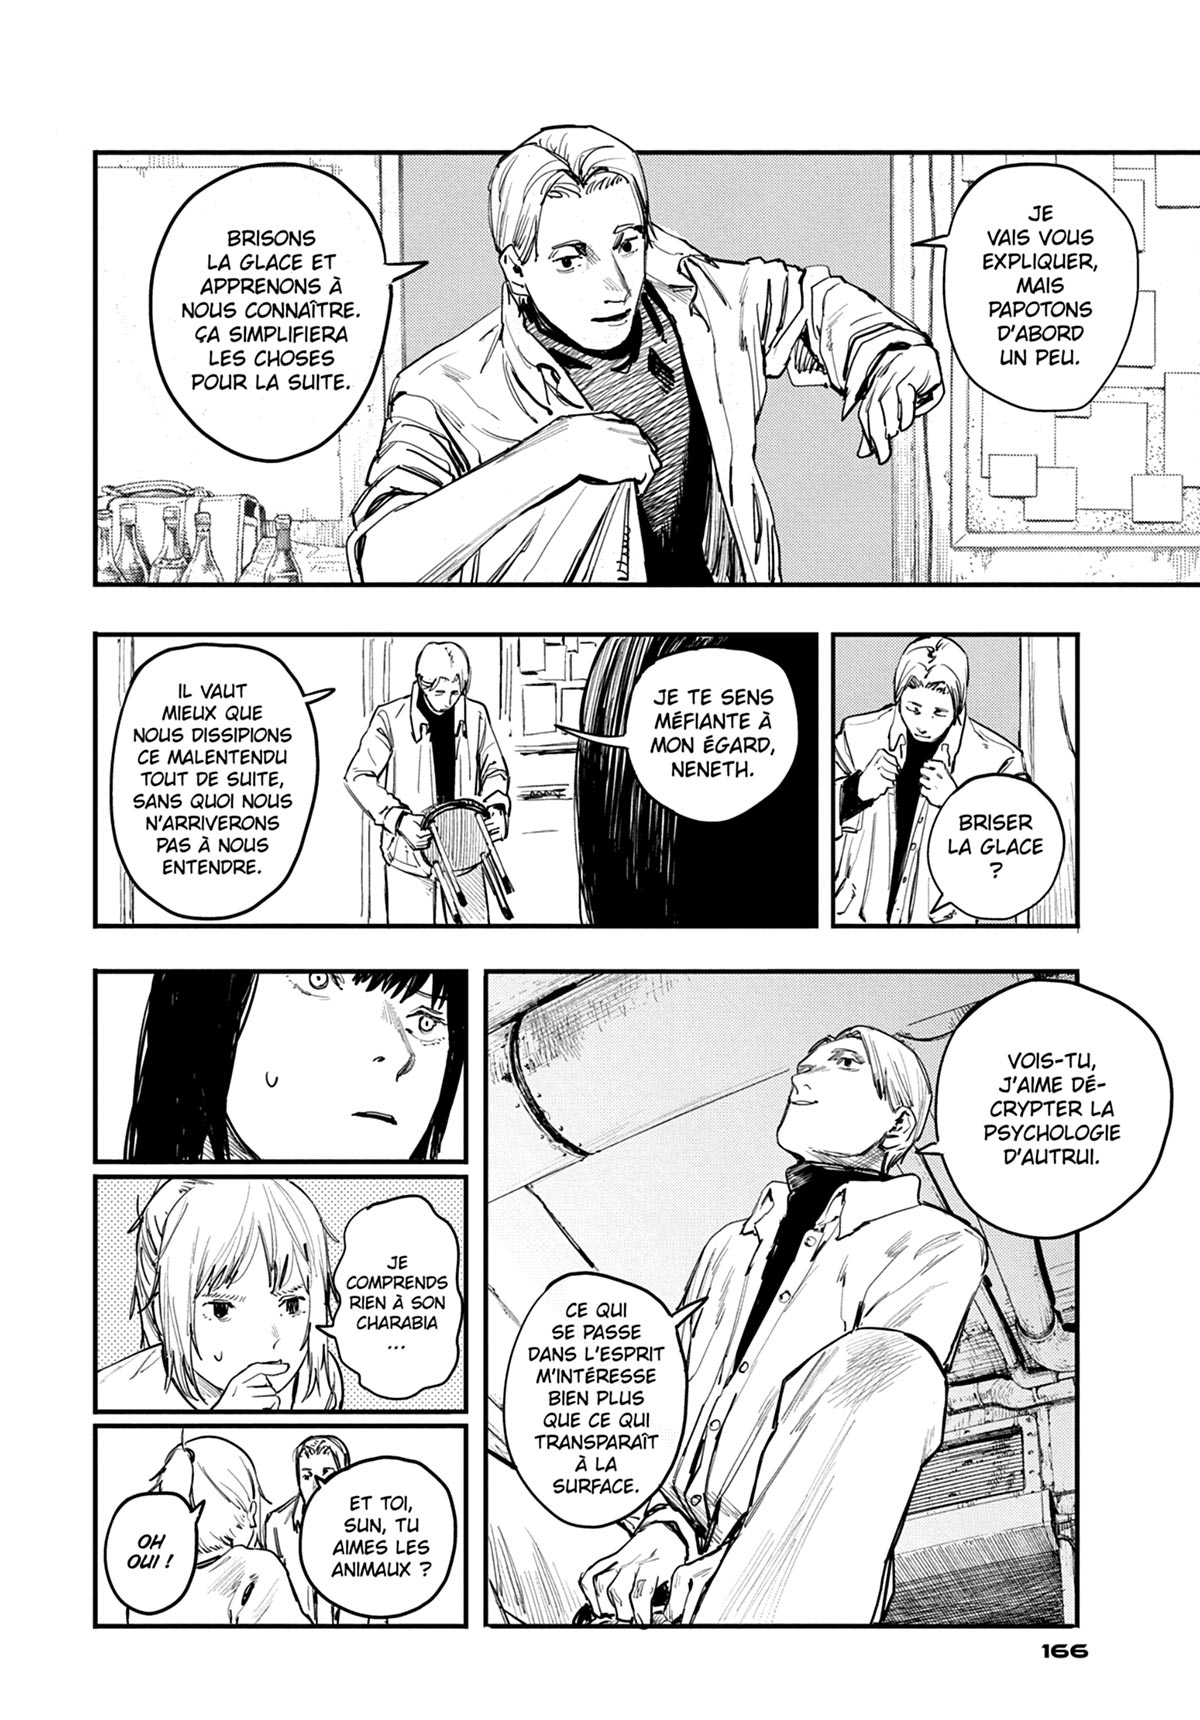 JE
VAIS VOUS
EXPLIQUER,
MAIS
PAPOTONS
D'ABORD
UN PEU.
BRISONS
LA GLACE ET
APPRENONS À
NOUS CONNAÎTRE.
ÇA SIMPLIFIERA
LES CHOSES
POUR LA SUITE.
BRISER
LA GLACE
?
JE TE SENS
MÉFIANTE À
MON ÉGARD,
NENETH.
IL VAUT
MIEUX QUE
NOUS DISSIPIONS
CE MALENTENDU
TOUT DE SUITE,
SANS QUOI NOUS
N'ARRIVERONS
PAS À NOUS
ENTENDRE.
VOIS-TU,
J'AIME DÉ-
CRYPTER LA
PSYCHOLOGIE
D'AUTRUI.
CE QUI
SE PASSE
DANS L'ESPRIT
M'INTÉRESSE
BIEN PLUS
QUE CE QUI
TRANSPARAÎT
À LA
SURFACE.
JE
COMPRENDS
RIEN À SON
CHARABIA
...
ET TOI,
SUN, TU
AIMES LES
ANIMAUX ?
OH
OUI !
166